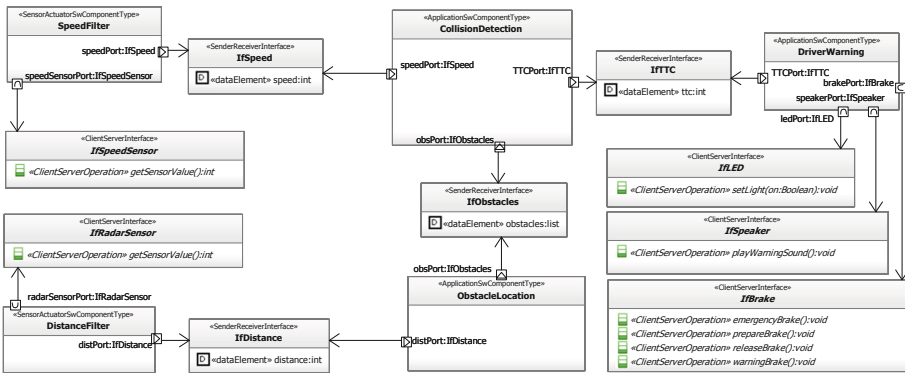 «SensorActuatorSwComponentType»
SpeedFilter
speedPort:IfSpeed
speedSensorPort:IfSpeedSensor
«SenderReceiverInterface»
IfSpeed
D «dataElement» speed:int
«ApplicationSwComponentType»
CollisionDetection
speedPort:IfSpeed
TTCPort:IfTTC
obsPort:IfObstacles
«SenderReceiverInterface»
IfTTC
D «dataElement» ttc:int
«ApplicationSwComponentType»
DriverWarning
TTCPort:IfTTC
brakePort:IfBrake
speakerPort:IfSpeaker
ledPort:IfLED
«ClientServerInterface»
IfSpeedSensor
«ClientServerOperation» getSensorValue():int
«ClientServerInterface»
IfLED
«ClientServerOperation» setLight(on:Boolean):void
«SenderReceiverInterface»
IfObstacles
D «dataElement» obstacles:list
«ClientServerInterface»
IfRadarSensor
«ClientServerOperation» getSensorValue():int
«ClientServerInterface»
IfSpeaker
«ClientServerOperation» playWarningSound():void
radarSensorPort:IfRadarSensor
«SensorActuatorSwComponentType»
DistanceFilter
distPort:IfDistance
«SenderReceiverInterface»
IfDistance
D «dataElement» distance:int
obsPort:IfObstacles
«ApplicationSwComponentType»
ObstacleLocation
distPort:IfDistance
«ClientServerInterface»
IfBrake
«ClientServerOperation» emergencyBrake():void
«ClientServerOperation» prepareBrake():void
«ClientServerOperation» releaseBrake():void
«ClientServerOperation» warningBrake():void